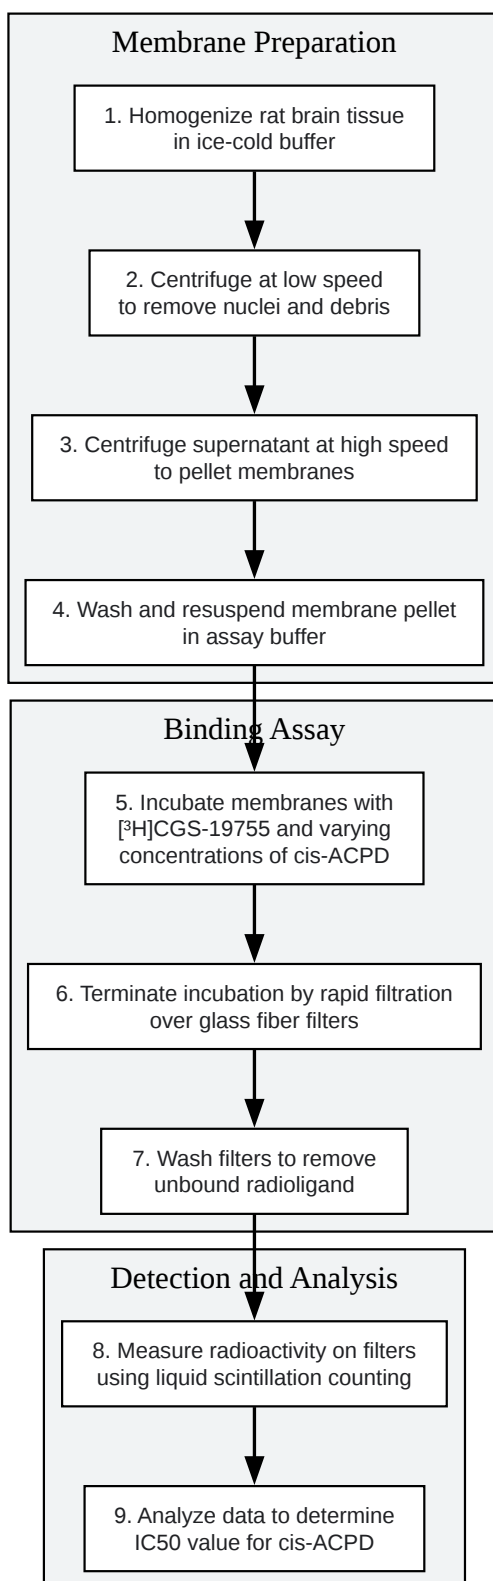 Membrane Preparation
1. Homogenize rat brain tissue
in ice-cold buffer
2. Centrifuge at low speed
to remove nuclei and debris
3. Centrifuge supernatant at high speed
to pellet membranes
4. Wash and resuspend membrane pellet
in assay buffer
Binding Assay
5. Incubate membranes with
[³H]CGS-19755 and varying
concentrations of cis-ACPD
6. Terminate incubation by rapid filtration
over glass fiber filters
7. Wash filters to remove
unbound radioligand
Detection and Analysis
8. Measure radioactivity on filters
using liquid scintillation counting
9. Analyze data to determine
IC50 value for cis-ACPD